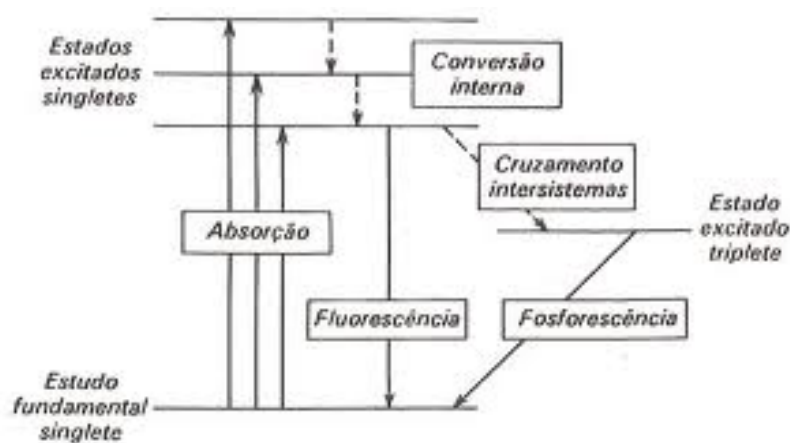 Estados
excitados
singletes
Conversão
interna
Cruzamento
intersistemas
Estado
excitado
triplete
Absorção
Fluorescência
Fosforescência
Estudo
fundamental
singlete